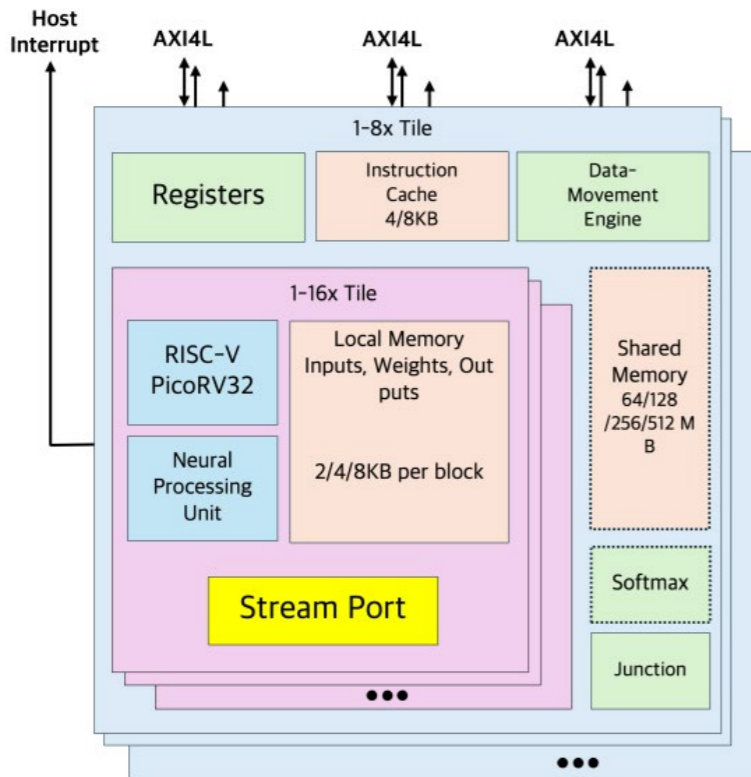 Host
Interrupt
AXI4L
AXI4L
AXI4L
1-8x Tile
Registers
Instruction
Cache
4/8KB
Data-
Movement
Engine
1-16x Tile
RISC-V
PicoRV32
Local Memory
Inputs, Weights, Out
puts
2/4/8KB per block
Neural
Processing
Unit
Stream Port
Shared
Memory
64/128
/256/512 M
B
Softmax
Junction